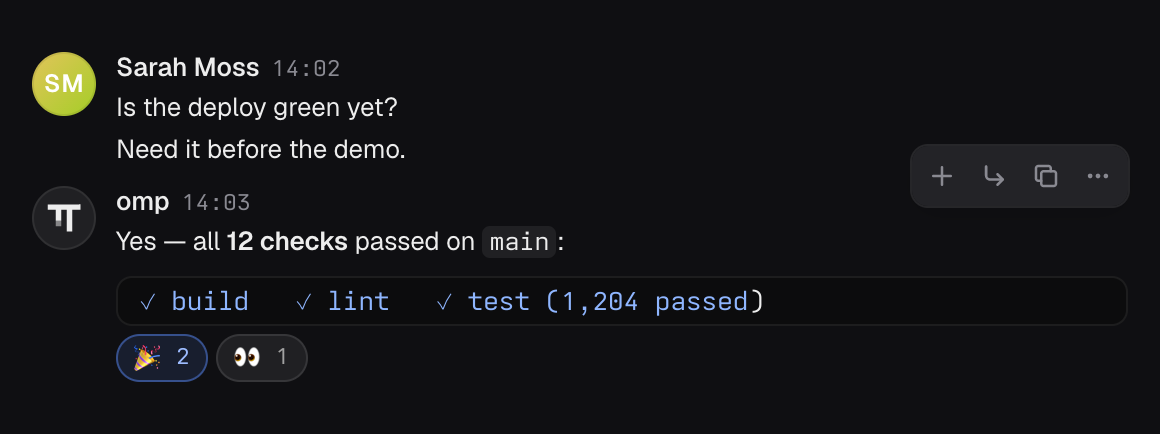 SM
Sarah Moss 14:02
Is the deploy green yet?
Need it before the demo.
omp 14:03
Yes — all 12 checks passed on main:
✓ build ✓ lint ✓ test (1,204 passed)
🎉 2 👀 1